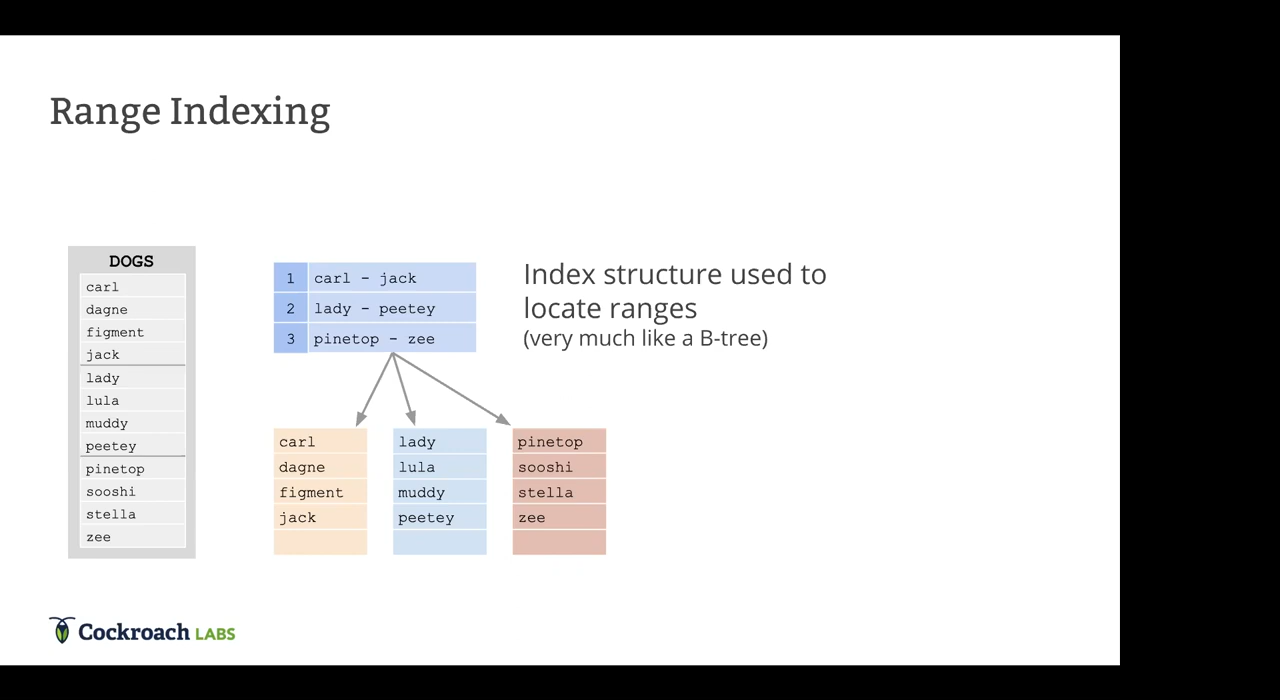 Range Indexing
DOGS
carl
dagne
figment
jack
lady
lula
muddy
peetey
pinetop
sooshi
stella
zee
1 carl - jack
2 lady - peetey
3 pinetop - zee
Index structure used to
locate ranges
(very much like a B-tree)
carl
dagne
figment
jack
lady
lula
muddy
peetey
pinetop
sooshi
stella
zee
Cockroach LABS